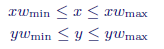 xw_min ≤ x ≤ xw_max
yw_min ≤ y ≤ yw_max